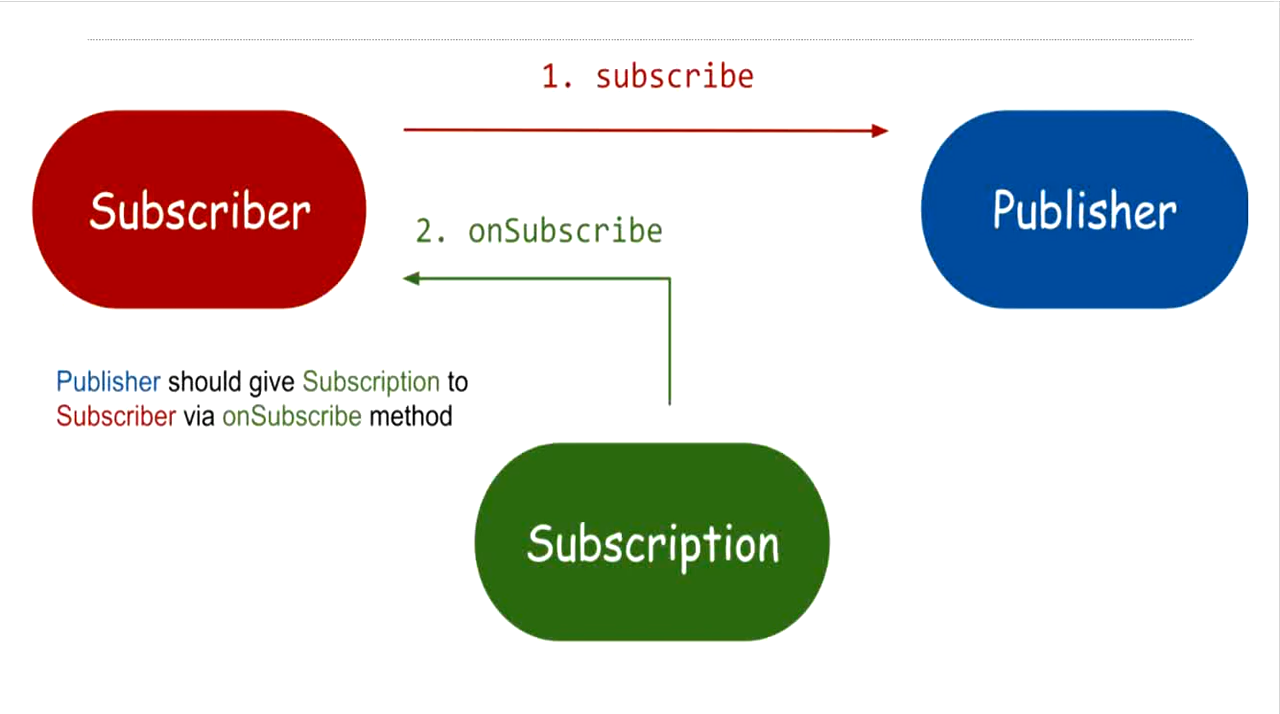 1. subscribe
Subscriber
Publisher
2. onSubscribe
Publisher should give Subscription to
Subscriber via onSubscribe method
Subscription